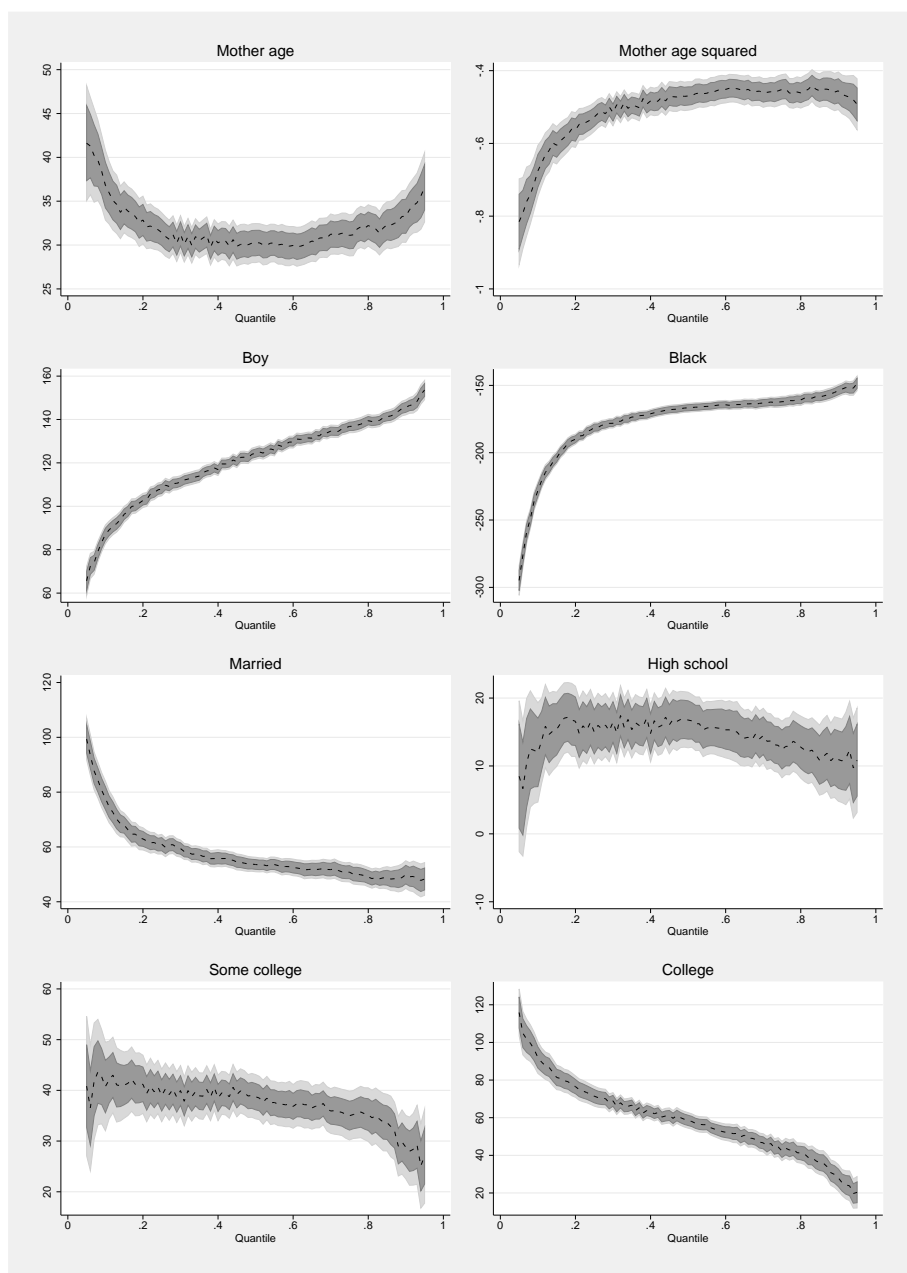 Mother age
50
45
40
35
30
25
0 .2 .4 .6 .8 1
Quantile
Mother age squared
-.4
-.6
-.8
-1
0 .2 .4 .6 .8 1
Quantile
Boy
160
140
120
100
80
60
0 .2 .4 .6 .8 1
Quantile
Black
-150
-200
-250
-300
0 .2 .4 .6 .8 1
Quantile
Married
120
100
80
60
40
0 .2 .4 .6 .8 1
Quantile
High school
20
10
0
-10
0 .2 .4 .6 .8 1
Quantile
Some college
60
50
40
30
20
0 .2 .4 .6 .8 1
Quantile
College
120
100
80
60
40
20
0 .2 .4 .6 .8 1
Quantile